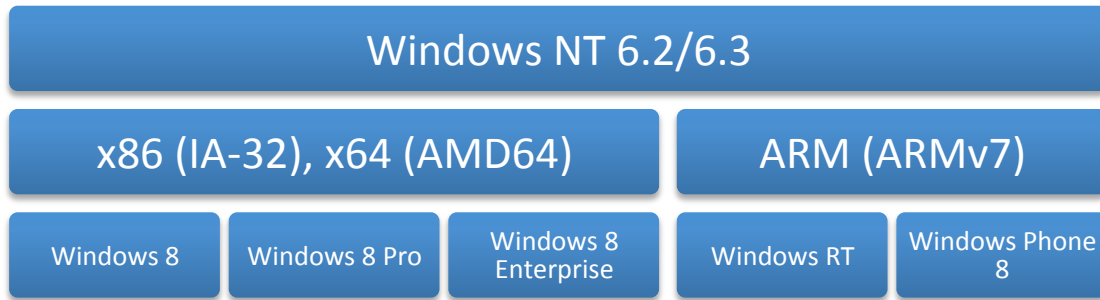 Windows NT 6.2/6.3
x86 (IA-32), x64 (AMD64)
ARM (ARMv7)
Windows 8
Windows 8 Pro
Windows 8
Enterprise
Windows RT
Windows Phone
8